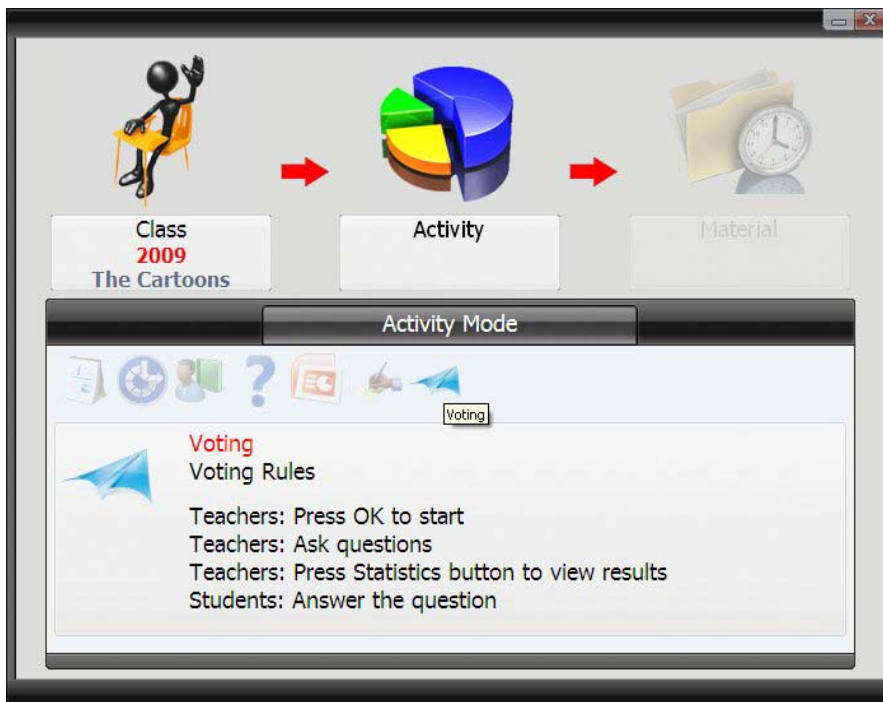 Class
2009
The Cartoons
Activity
Material
Activity Mode
Voting
Voting
Voting Rules
Teachers: Press OK to start
Teachers: Ask questions
Teachers: Press Statistics button to view results
Students: Answer the question